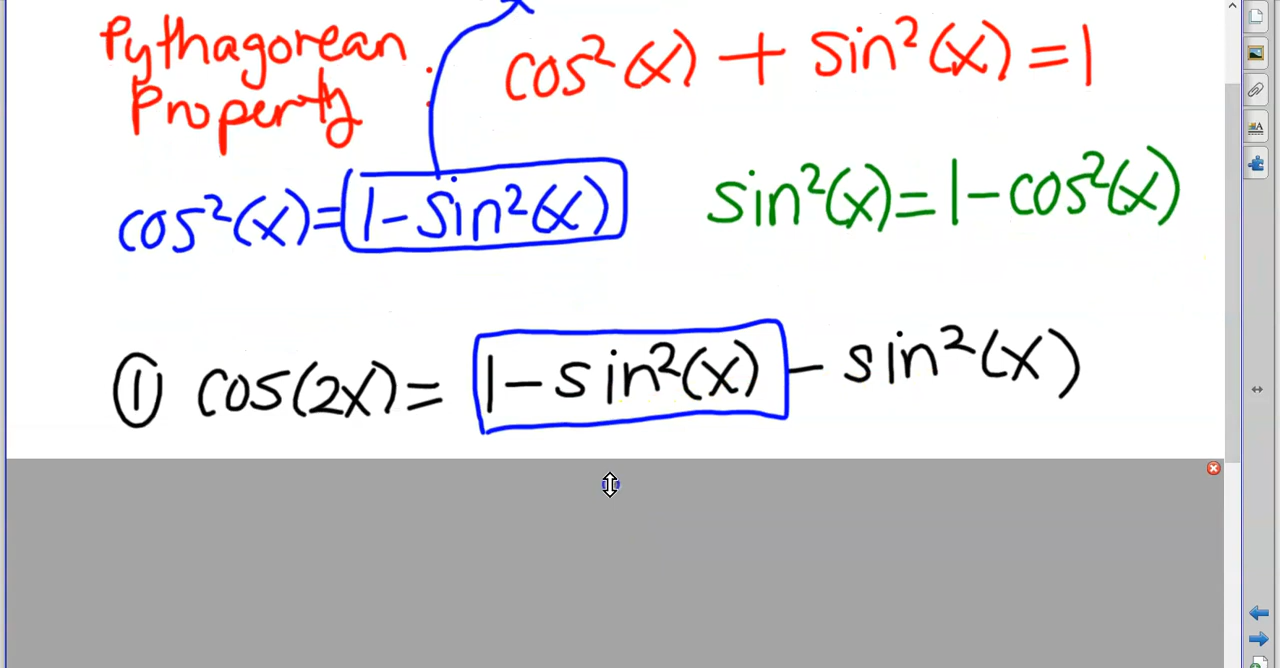 Pythagorean
Property : cos²(x) + sin²(x) = 1
cos²(x) = 1 - sin²(x)
sin²(x) = 1 - cos²(x)
① cos(2x) = 1 - sin²(x) - sin²(x)